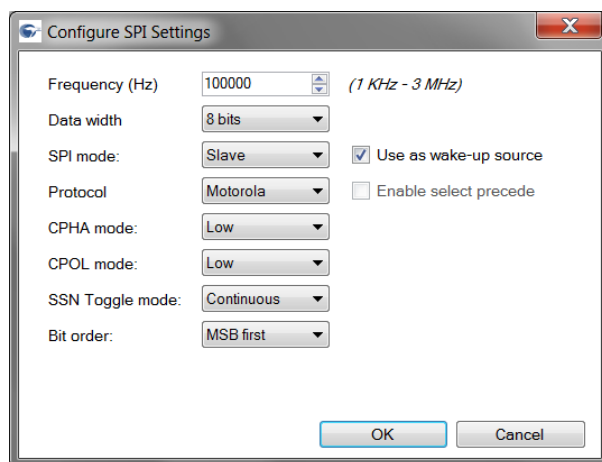 Configure SPI Settings
Frequency (Hz) 100000 (1 KHz - 3 MHz)
Data width 8 bits
SPI mode: Slave Use as wake-up source
Protocol Motorola Enable select precede
CPHA mode: Low
CPOL mode: Low
SSN Toggle mode: Continuous
Bit order: MSB first
OK Cancel